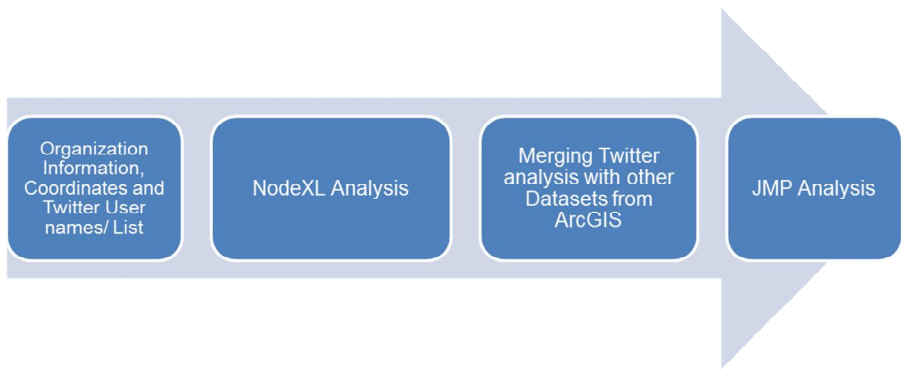 Organization
Information,
Coordinates and
Twitter User
names/ List
NodeXL Analysis
Merging Twitter
analysis with other
Datasets from
ArcGIS
JMP Analysis